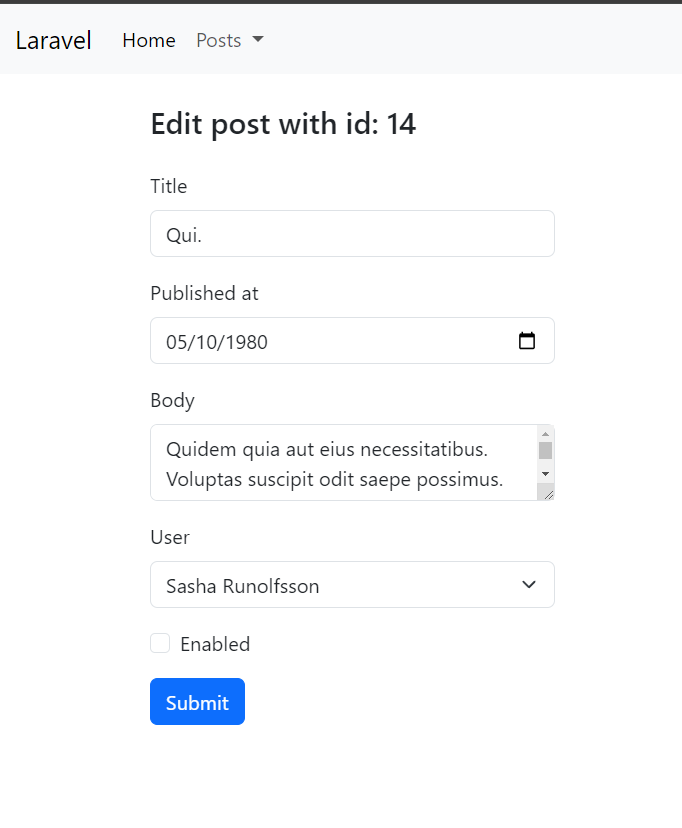 Laravel Home Posts
Edit post with id: 14
Title
Qui.
Published at
05/10/1980
Body
Quidem quia aut eius necessitatibus.
Voluptas suscipit odit saepe possimus.
User
Sasha Runolfsson
Enabled
Submit